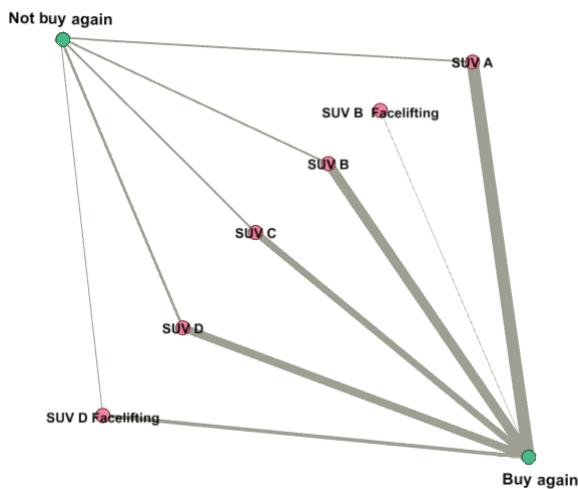 Not buy again
SUV A
SUV B Facelifting
SUV B
SUV C
SUV D
SUV D Facelifting
Buy again